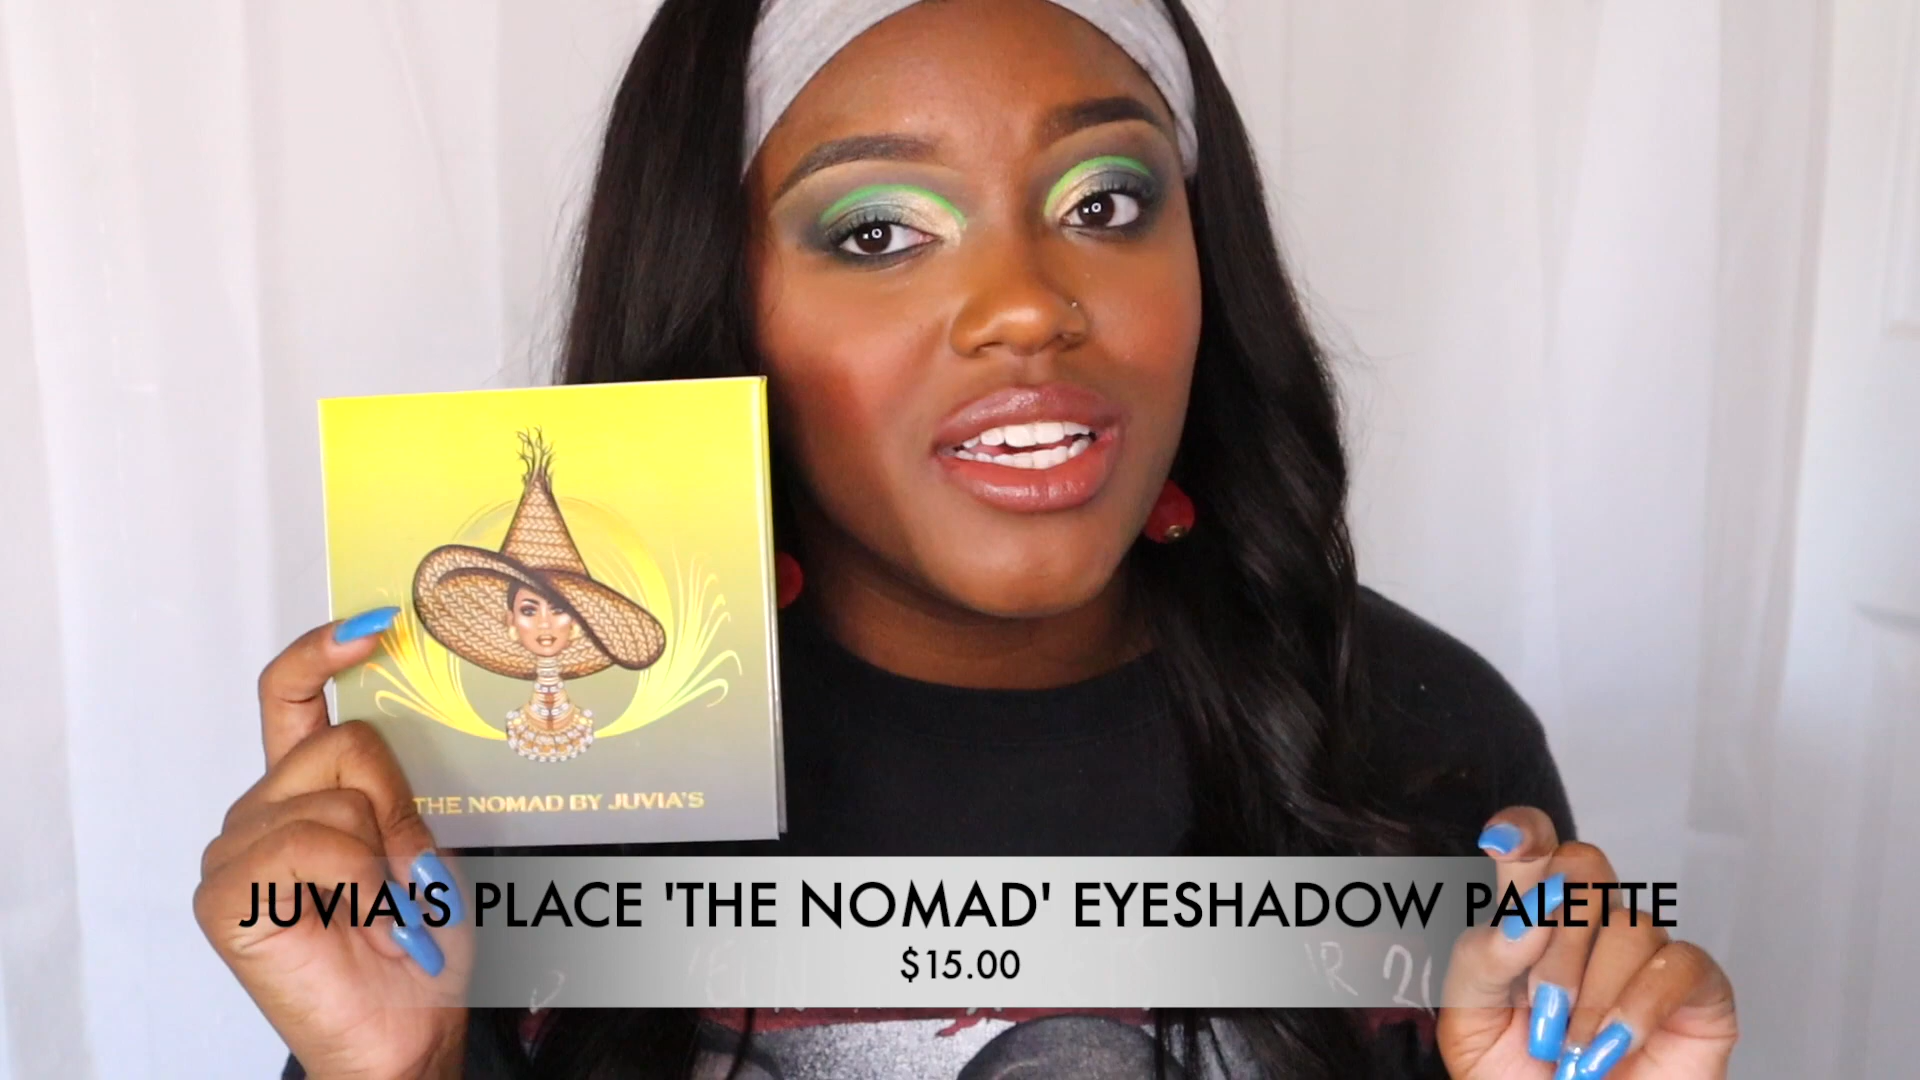 THE NOMAD BY JUVIA'S
JUVIA'S PLACE 'THE NOMAD' EYESHADOW PALETTE
$15.00